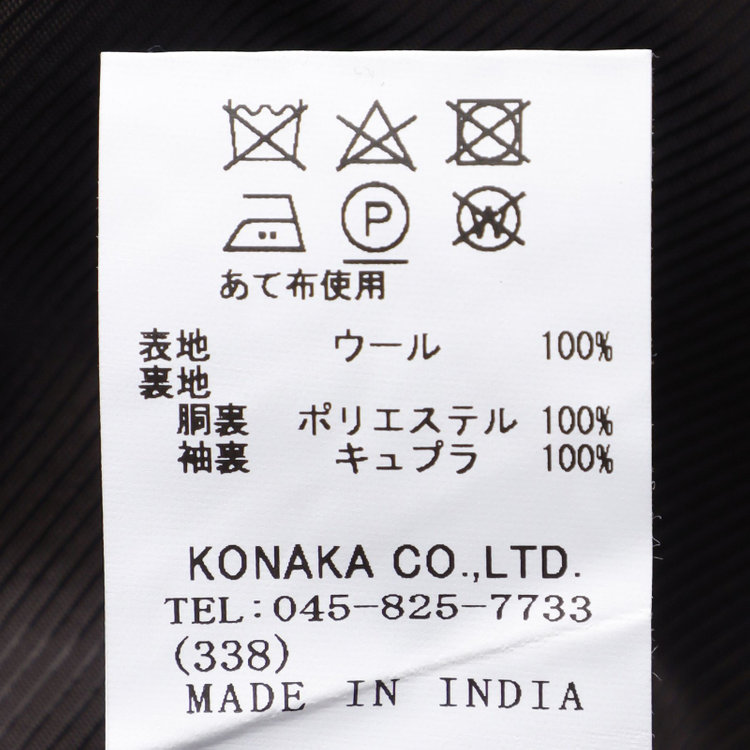 P W
あて布使用
表地 ウール 100%
裏地
胴裏 ポリエステル 100%
袖裏 キュプラ 100%
KONAKA CO.,LTD.
TEL:045-825-7733
(338)
MADE IN INDIA